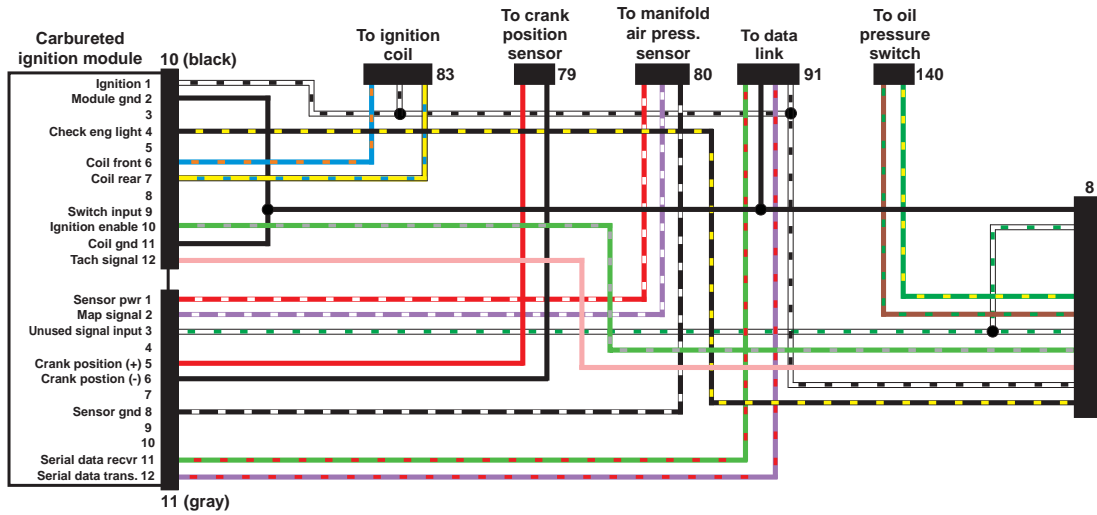 Carbureted
ignition module
10 (black)
To ignition
coil
83
To crank
position
sensor
79
To manifold
air press.
sensor
80
To data
link
91
To oil
pressure
switch
140
Ignition 1
Module gnd 2
3
Check eng light 4
5
Coil front 6
Coil rear 7
8
Switch input 9
Ignition enable 10
Coil gnd 11
Tach signal 12
8
Sensor pwr 1
Map signal 2
Unused signal input 3
4
Crank position (+) 5
Crank postion (-) 6
7
Sensor gnd 8
9
10
Serial data recvr 11
Serial data trans. 12
11 (gray)